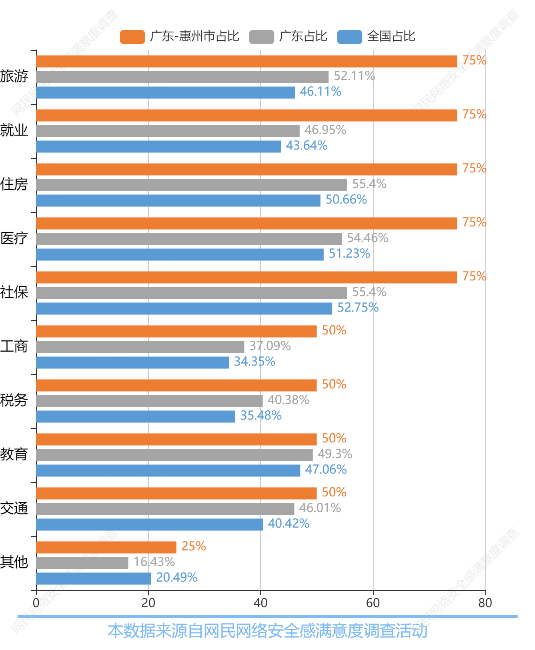 广东-惠州市占比 广东占比 全国占比
旅游 75% 52.11% 46.11%
就业 75% 46.95% 43.64%
住房 75% 55.4% 50.66%
医疗 75% 54.46% 51.23%
社保 75% 55.4% 52.75%
工商 50% 37.09% 34.35%
税务 50% 40.38% 35.48%
教育 50% 49.3% 47.06%
交通 50% 46.01% 40.42%
其他 25% 16.43% 20.49%
0 20 40 60 80
本数据来源自网民网络安全感满意度调查活动